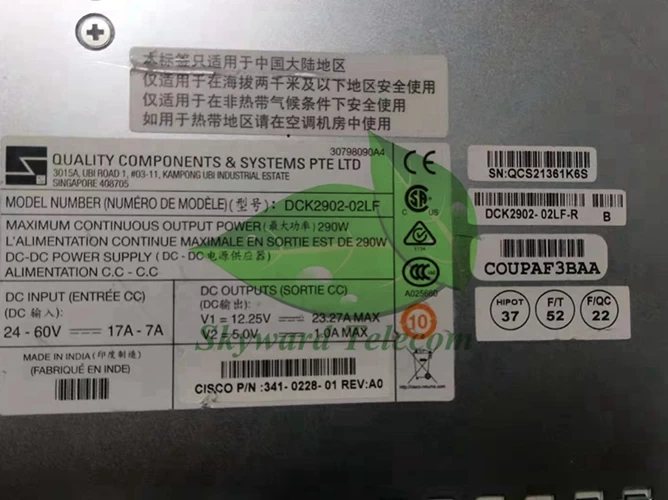 本标签只适用于中国大陆地区
仅适用于在海拔两千米及以下地区安全使用
仅适用于在非热带气候条件下安全使用
如用于热带地区请在空调机房中使用
30798090A4
QUALITY COMPONENTS & SYSTEMS PTE LTD
3015A, UBI ROAD 1, #03-11, KAMPONG UBI INDUSTRIAL ESTATE
SINGAPORE 408705
MODEL NUMBER (NUMÉRO DE MODÈLE) (型号): DCK2902-02LF
MAXIMUM CONTINUOUS OUTPUT POWER (最大功率) 290W
L'ALIMENTATION CONTINUE MAXIMALE EN SORTIE EST DE 290W
DC-DC POWER SUPPLY (DC - DC 电源供应器)
ALIMENTATION C.C - C.C
DC INPUT (ENTRÉE CC)
(DC 输入):
24 - 60V 17A - 7A
DC OUTPUTS (SORTIE CC)
(DC输出):
V1 = 12.25V 23.27A MAX
V2 = 5.0V 1.0A MAX
MADE IN INDIA (印度制造)
(FABRIQUÉ EN INDE)
CISCO P/N :341- 0228- 01 REV:A0
CE
C US
CCC
A025660
10
SN:QCS21361K6S
DCK2902-02LF-R B
COUPAF3BAA
HIPOT
37
F/T
52
F/QC
22
Skyward Telecom